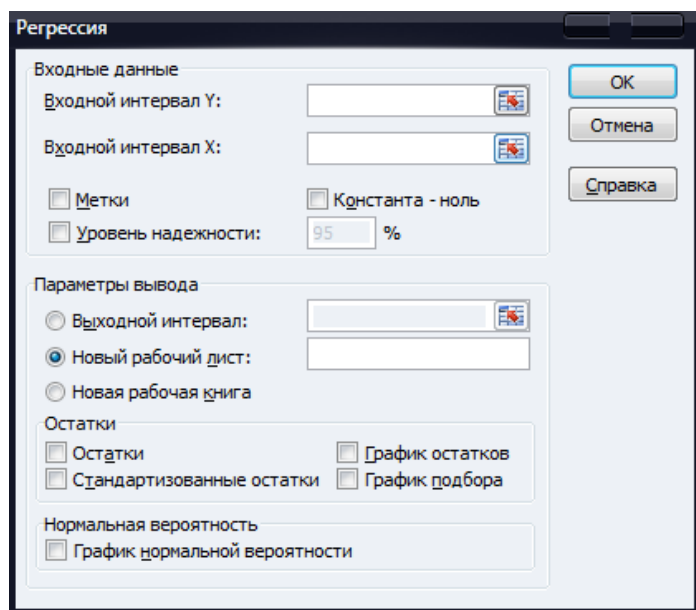 Регрессия
Входные данные
Входной интервал Y:
Входной интервал X:
Метки
Константа - ноль
Уровень надежности:
95 %
ОК
Отмена
Справка
Параметры вывода
Выходной интервал:
Новый рабочий лист:
Новая рабочая книга
Остатки
Остатки
График остатков
Стандартизованные остатки
График подбора
Нормальная вероятность
График нормальной вероятности